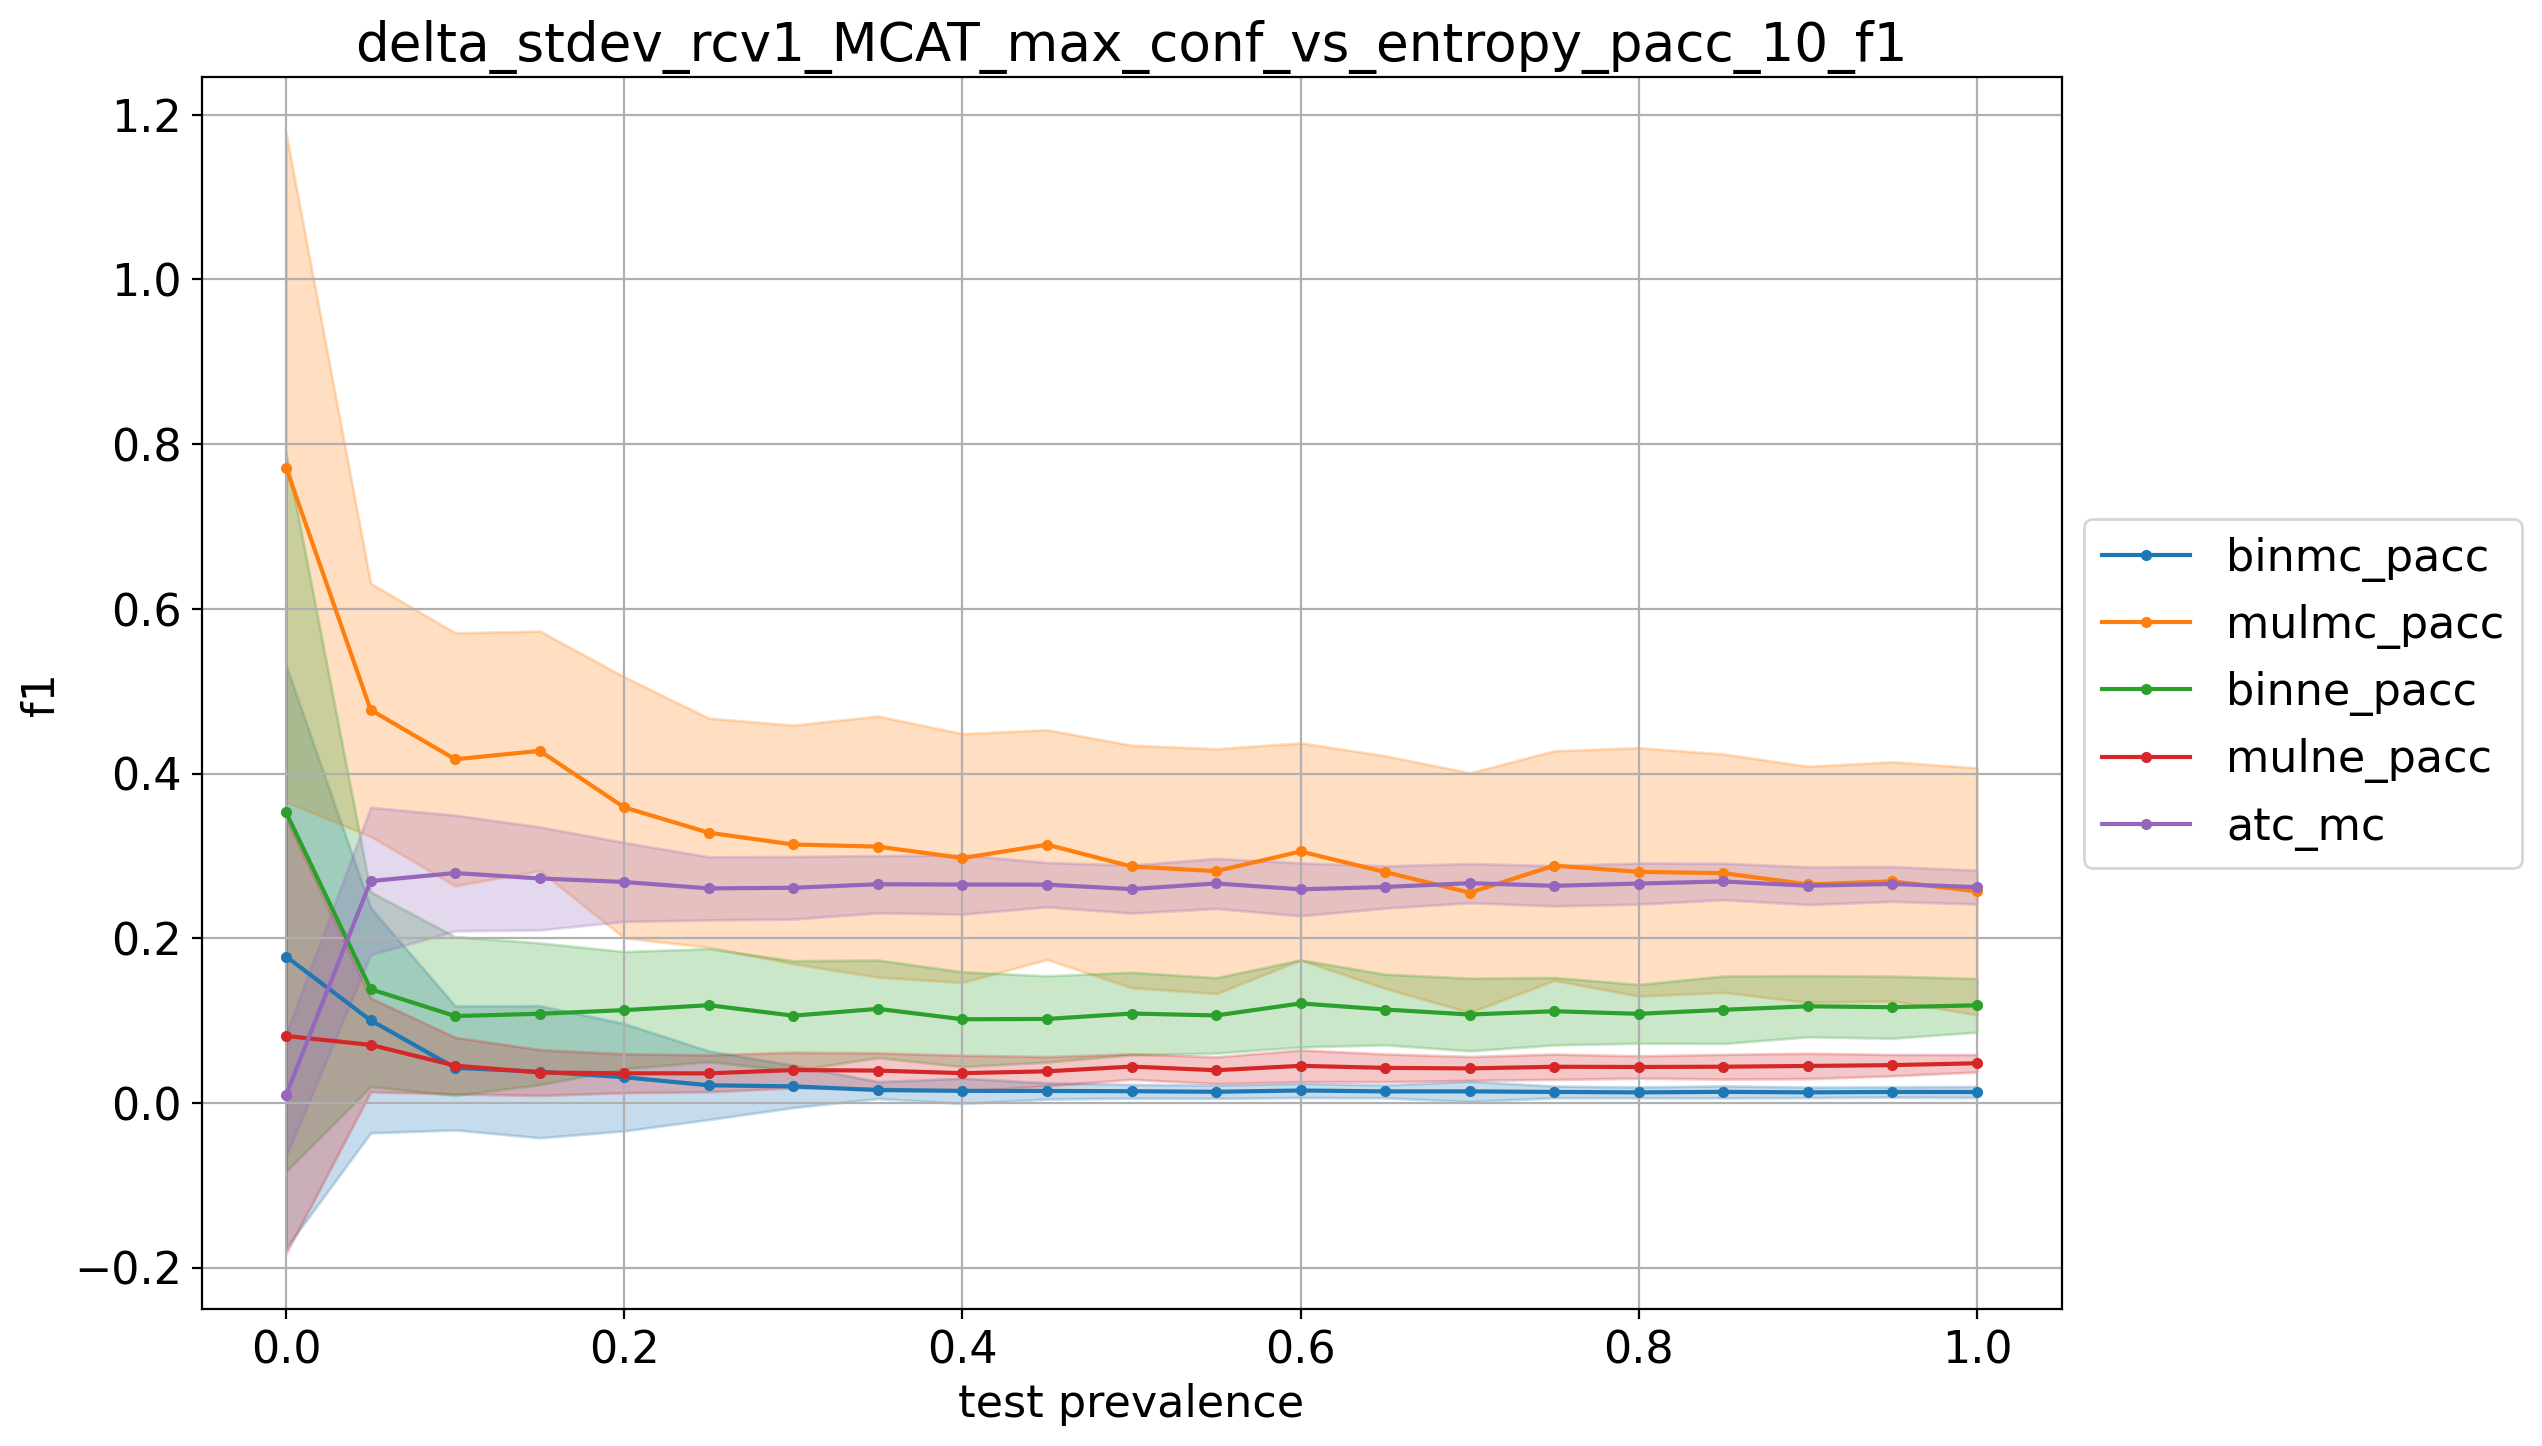 delta_stdev_rcv1_MCAT_max_conf_vs_entropy_pacc_10_f1
1.2
1.0
0.8
0.6
0.4
0.2
0.0
−0.2
f1
0.0 0.2 0.4 0.6 0.8 1.0
test prevalence
binmc_pacc
mulmc_pacc
binne_pacc
mulne_pacc
atc_mc